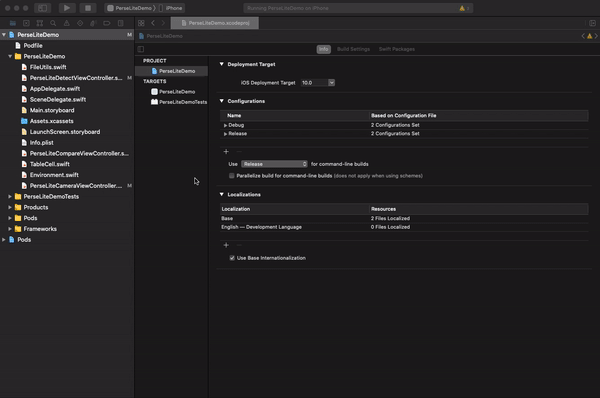 PerseLiteDemo
iPhone
Running PerseLiteDemo on iPhone
1
PerseLiteDemo.xcodeproj
PerseLiteDemo
M
Podfile
PerseLiteDemo
FileUtils.swift
PerseLiteDetectViewController.s...
M
AppDelegate.swift
SceneDelegate.swift
Main.storyboard
Assets.xcassets
LaunchScreen.storyboard
Info.plist
PerseLiteCompareViewController.s...
TableCell.swift
Environment.swift
PerseLiteCameraViewController...
M
PerseLiteDemoTests
Products
Pods
Frameworks
Pods
PerseLiteDemo
Info
Build Settings
Swift Packages
PROJECT
PerseLiteDemo
TARGETS
PerseLiteDemo
PerseLiteDemoTests
Deployment Target
iOS Deployment Target 10.0
Configurations
Name Based on Configuration File
Debug 2 Configurations Set
Release 2 Configurations Set
Use Release for command-line builds
Parallelize build for command-line builds (does not apply when using schemes)
Localizations
Localization Resources
Base 2 Files Localized
English — Development Language 0 Files Localized
Use Base Internationalization